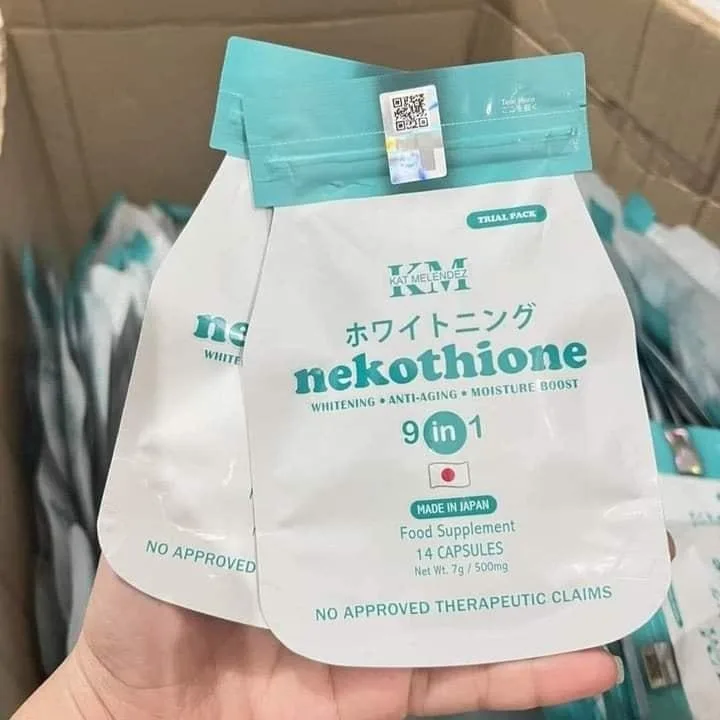 Tear Here
TRIAL PACK
KM
KAT MELENDEZ
ホワイトニング
nekothione
WHITENING • ANTI-AGING • MOISTURE BOOST
9 in 1
MADE IN JAPAN
Food Supplement
14 CAPSULES
Net Wt. 7g / 500mg
NO APPROVED THERAPEUTIC CLAIMS
ne
WHITE
NO APPROVED